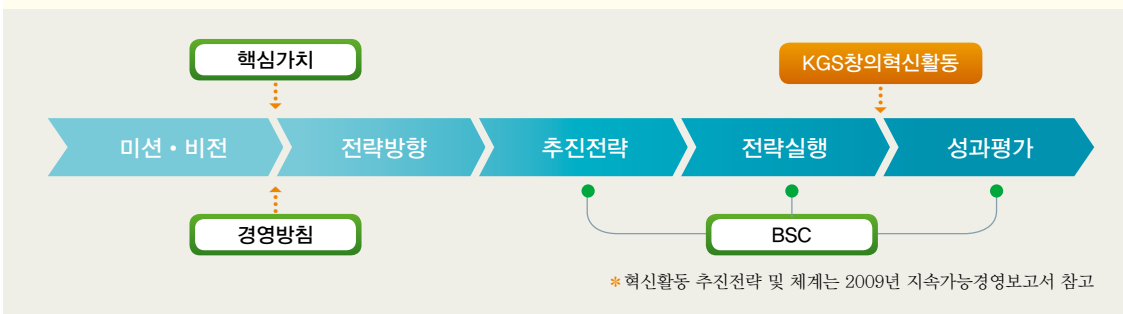 핵심가치
KGS창의혁신활동
미션 • 비전
전략방향
추진전략
전략실행
성과평가
경영방침
BSC
*혁신활동 추진전략 및 체계는 2009년 지속가능경영보고서 참고